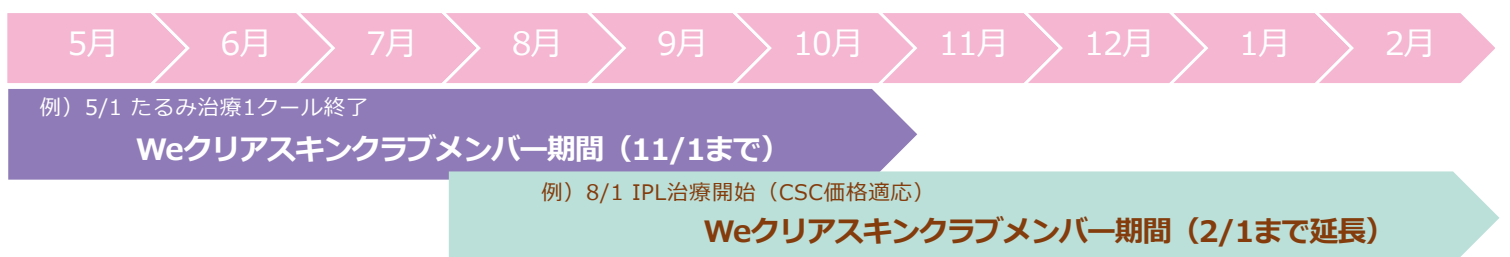 5月 6月 7月 8月 9月 10月 11月 12月 1月 2月
例）5/1 たるみ治療1クール終了
Weクリアスキンクラブメンバー期間（11/1まで）
例）8/1 IPL治療開始（CSC価格適応）
Weクリアスキンクラブメンバー期間（2/1まで延長）